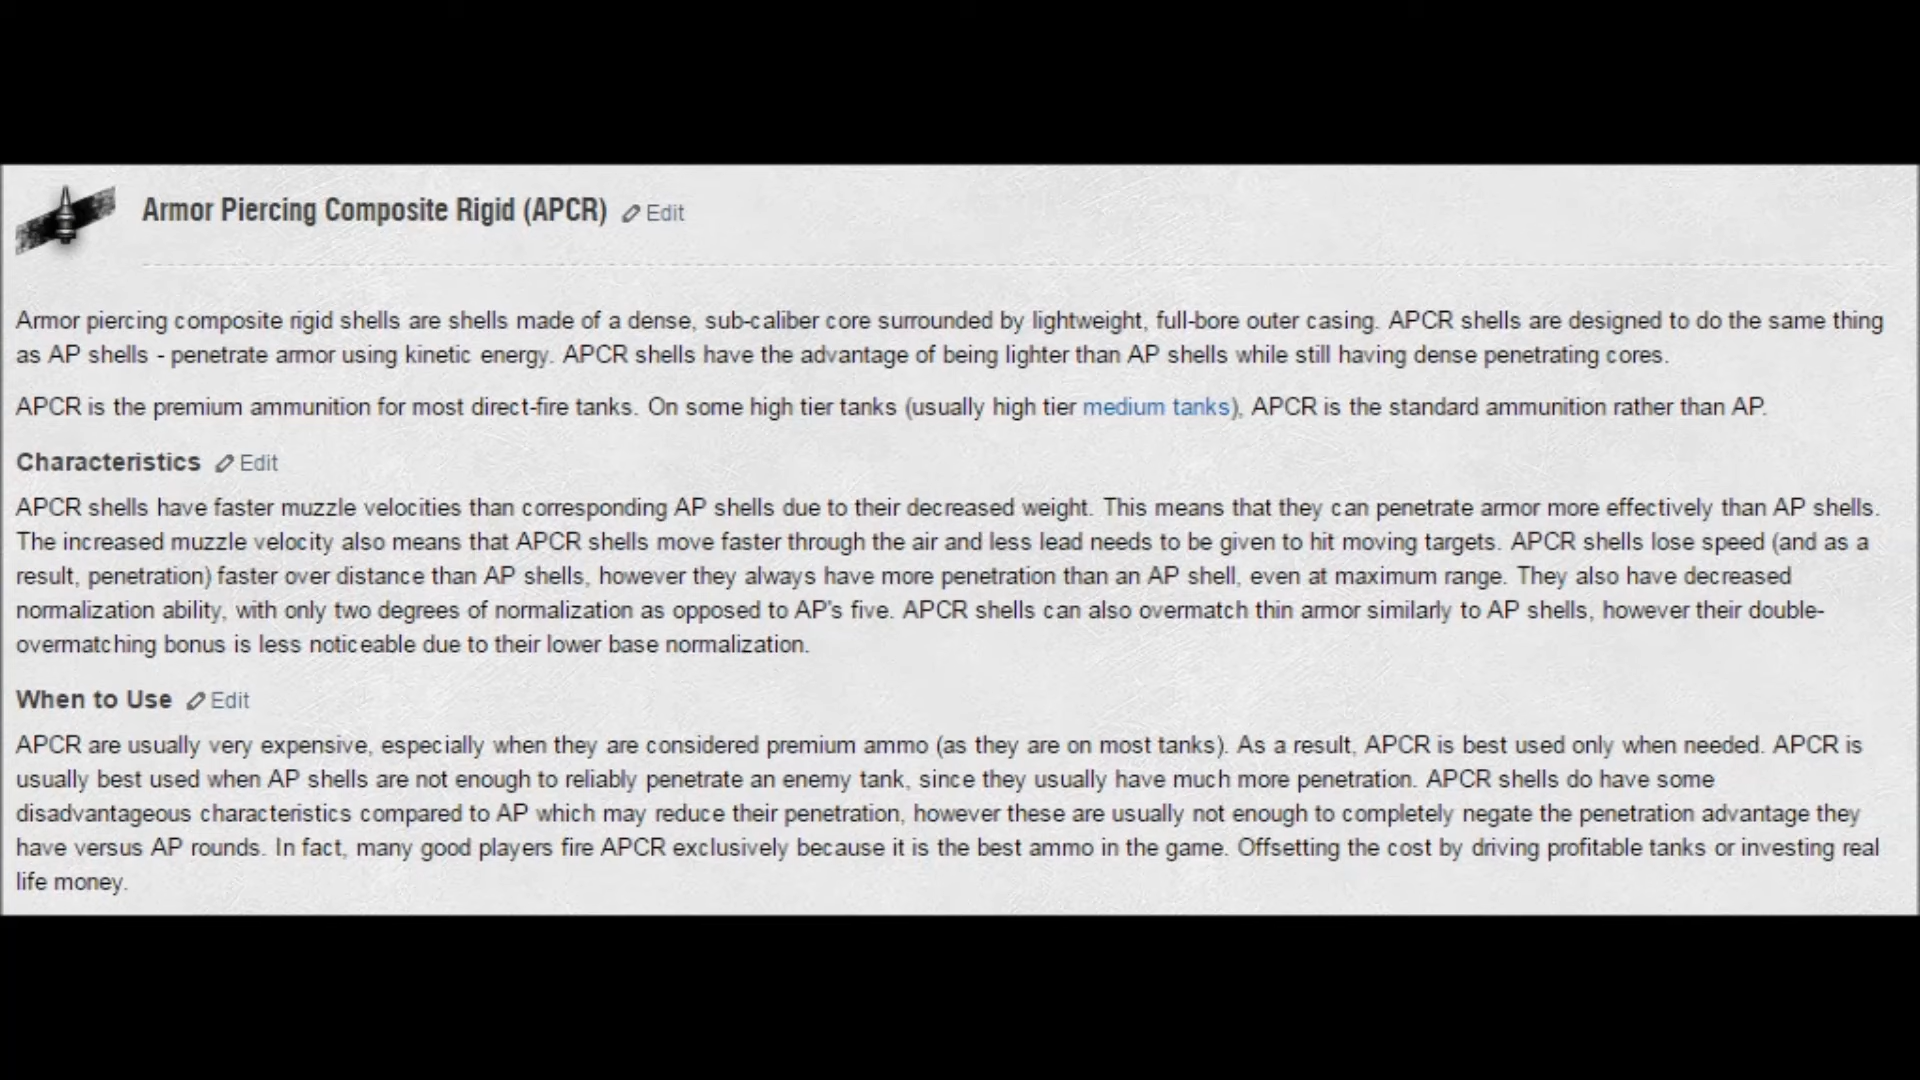 Armor Piercing Composite Rigid (APCR) Edit
Armor piercing composite rigid shells are shells made of a dense, sub-caliber core surrounded by lightweight, full-bore outer casing. APCR shells are designed to do the same thing
as AP shells - penetrate armor using kinetic energy. APCR shells have the advantage of being lighter than AP shells while still having dense penetrating cores.
APCR is the premium ammunition for most direct-fire tanks. On some high tier tanks (usually high tier medium tanks), APCR is the standard ammunition rather than AP.
Characteristics Edit
APCR shells have faster muzzle velocities than corresponding AP shells due to their decreased weight. This means that they can penetrate armor more effectively than AP shells.
The increased muzzle velocity also means that APCR shells move faster through the air and less lead needs to be given to hit moving targets. APCR shells lose speed (and as a
result, penetration) faster over distance than AP shells, however they always have more penetration than an AP shell, even at maximum range. They also have decreased
normalization ability, with only two degrees of normalization as opposed to AP's five. APCR shells can also overmatch thin armor similarly to AP shells, however their double-
overmatching bonus is less noticeable due to their lower base normalization.
When to Use Edit
APCR are usually very expensive, especially when they are considered premium ammo (as they are on most tanks). As a result, APCR is best used only when needed. APCR is
usually best used when AP shells are not enough to reliably penetrate an enemy tank, since they usually have much more penetration. APCR shells do have some
disadvantageous characteristics compared to AP which may reduce their penetration, however these are usually not enough to completely negate the penetration advantage they
have versus AP rounds. In fact, many good players fire APCR exclusively because it is the best ammo in the game. Offsetting the cost by driving profitable tanks or investing real
life money.